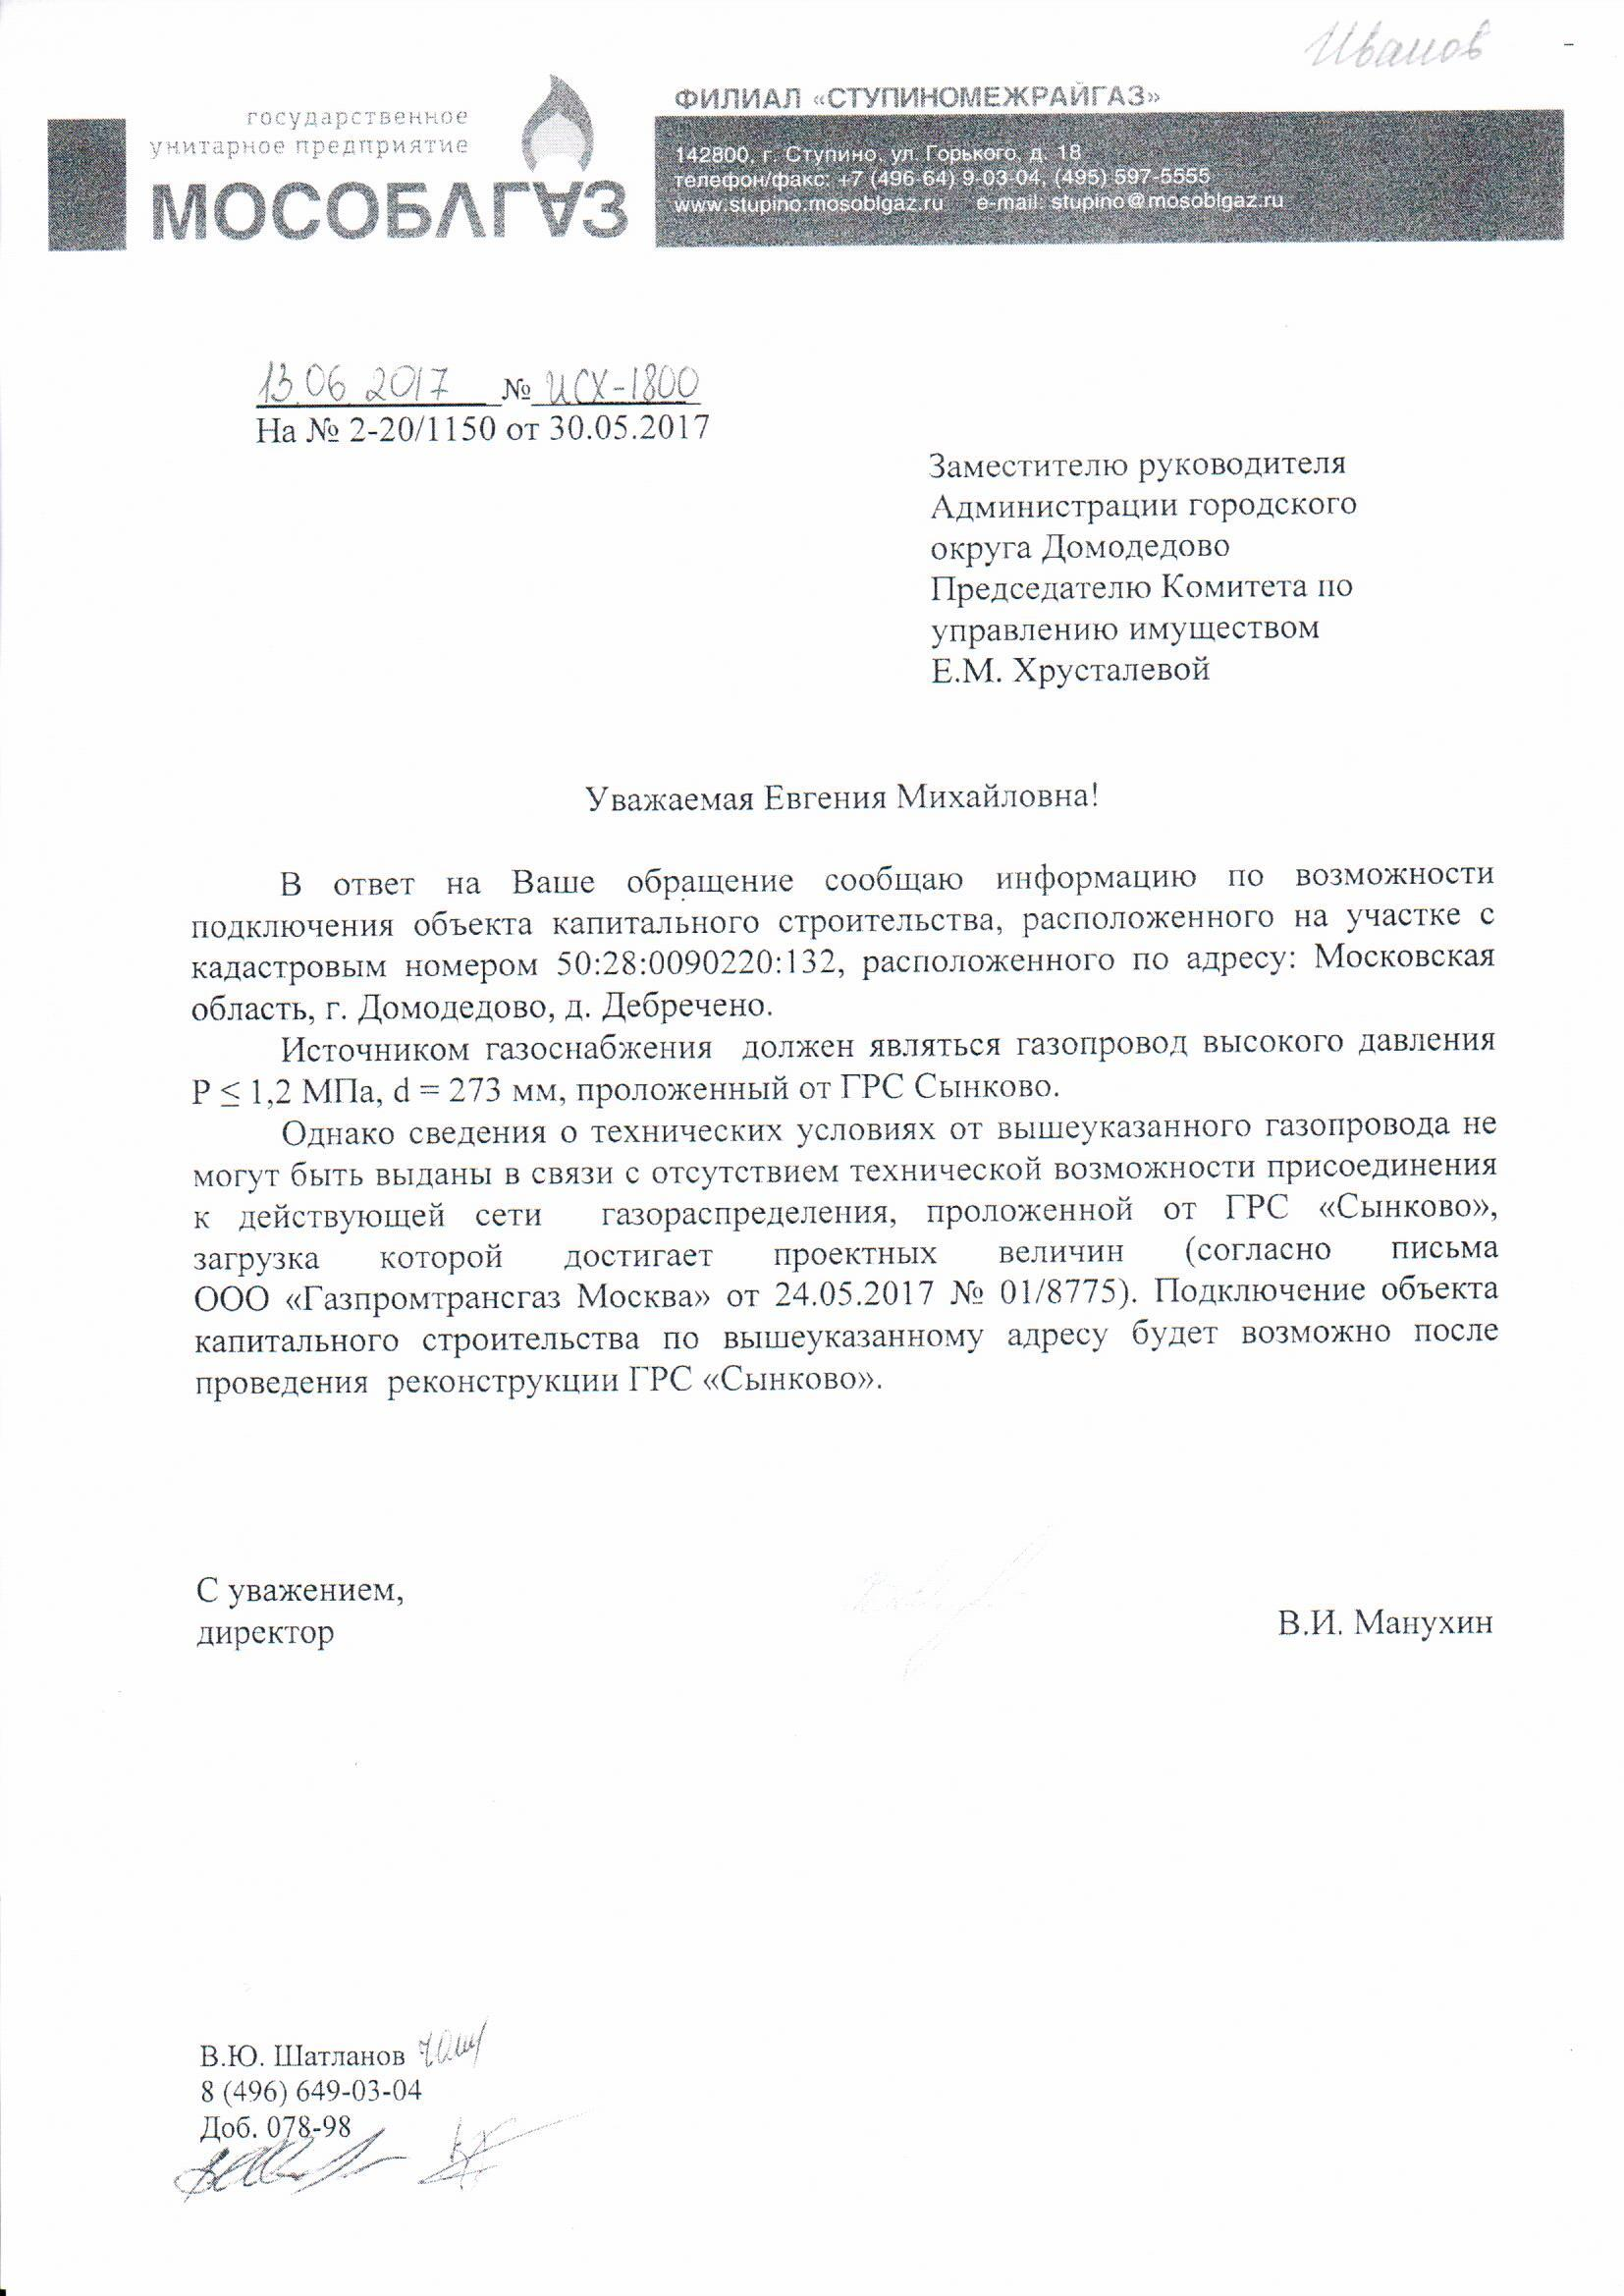 Иванов
государственное
унитарное предприятие
МОСОБЛГАЗ
ФИЛИАЛ «СТУПИНОМЕЖРАЙГАЗ»
142800, г. Ступино, ул. Горького, д. 18
телефон/факс: +7 (496-64) 9-03-04, (495) 597-5555
www.stupino.mosoblgaz.ru e-mail: stupino@mosoblgaz.ru
13.06.2017 № исх-1800
На № 2-20/1150 от 30.05.2017
Заместителю руководителя
Администрации городского
округа Домодедово
Председателю Комитета по
управлению имуществом
Е.М. Хрусталевой
Уважаемая Евгения Михайловна!
В ответ на Ваше обращение сообщаю информацию по возможности
подключения объекта капитального строительства, расположенного на участке с
кадастровым номером 50:28:0090220:132, расположенного по адресу: Московская
область, г. Домодедово, д. Дебречено.
Источником газоснабжения должен являться газопровод высокого давления
P ≤ 1,2 МПа, d = 273 мм, проложенный от ГРС Сынково.
Однако сведения о технических условиях от вышеуказанного газопровода не
могут быть выданы в связи с отсутствием технической возможности присоединения
к действующей сети газораспределения, проложенной от ГРС «Сынково»,
загрузка которой достигает проектных величин (согласно письма
ООО «Газпромтрансгаз Москва» от 24.05.2017 № 01/8775). Подключение объекта
капитального строительства по вышеуказанному адресу будет возможно после
проведения реконструкции ГРС «Сынково».
С уважением,
директор
В.И. Манухин
В.Ю. Шатланов
8 (496) 649-03-04
Доб. 078-98